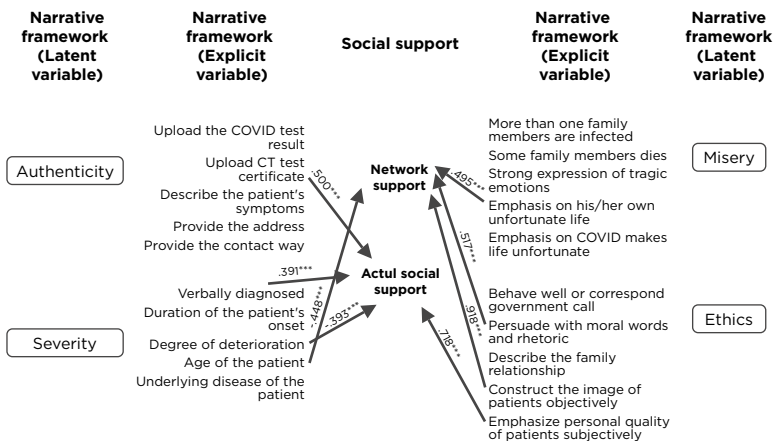 Narrative
framework
(Latent
variable)
Narrative
framework
(Explicit
variable)
Social support
Narrative
framework
(Explicit
variable)
Narrative
framework
(Latent
variable)
Authenticity
Severity
Upload the COVID test
result
Upload CT test
certificate
Describe the patient's
symptoms
Provide the address
Provide the contact way
Verbally diagnosed
Duration of the patient's
onset
Degree of deterioration
Age of the patient
Underlying disease of the
patient
.500***
.391***
.448***
.393***
Network
support
Actul social
support
.495***
.517***
.918***
.718***
More than one family
members are infected
Some family members dies
Strong expression of tragic
emotions
Emphasis on his/her own
unfortunate life
Emphasis on COVID makes
life unfortunate
Behave well or correspond
government call
Persuade with moral words
and rhetoric
Describe the family
relationship
Construct the image of
patients objectively
Emphasize personal quality
of patients subjectively
Misery
Ethics